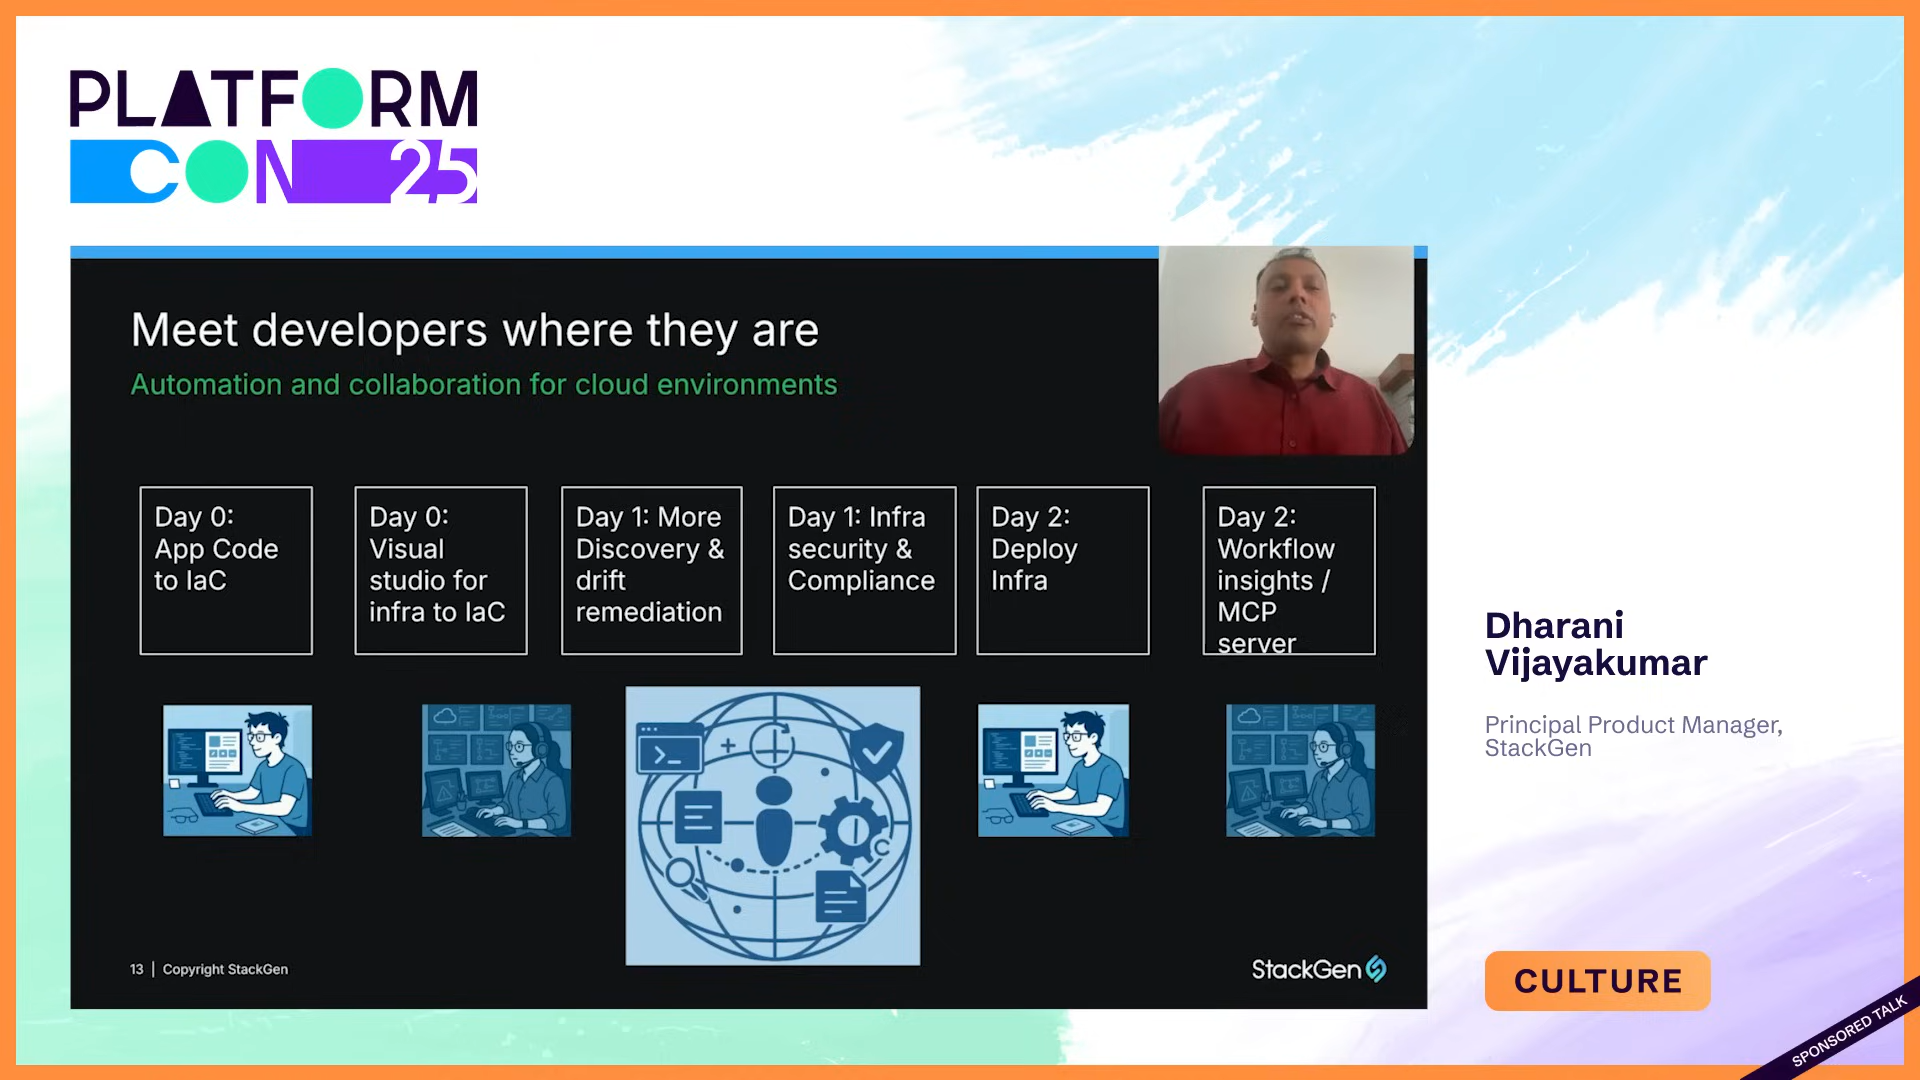 PLATFORM
CON 25
Meet developers where they are
Automation and collaboration for cloud environments
Day 0:
App Code
to IaC
Day 0:
Visual
studio for
infra to IaC
Day 1: More
Discovery &
drift
remediation
Day 1: Infra
security &
Compliance
Day 2:
Deploy
Infra
Day 2:
Workflow
insights /
MCP
server
13 | Copyright StackGen
StackGen
Dharani
Vijayakumar
Principal Product Manager,
StackGen
CULTURE
SPONSORED TALK